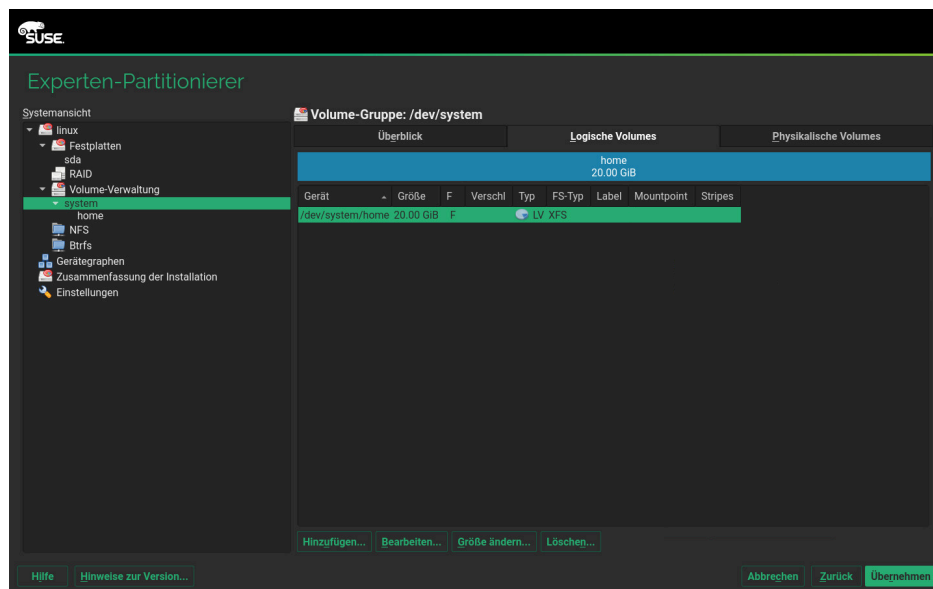 SUSE.
Experten-Partitionierer
Systemansicht
linux
Festplatten
sda
RAID
Volume-Verwaltung
system
home
NFS
Btrfs
Gerätegraphen
Zusammenfassung der Installation
Einstellungen
Volume-Gruppe: /dev/system
Überblick Logische Volumes Physikalische Volumes
home
20.00 GiB
Gerät Größe F Verschl Typ FS-Typ Label Mountpoint Stripes
/dev/system/home 20.00 GiB F LV XFS
Hinzufügen... Bearbeiten... Größe ändern... Löschen...
Hilfe Hinweise zur Version... Abbrechen Zurück Übernehmen